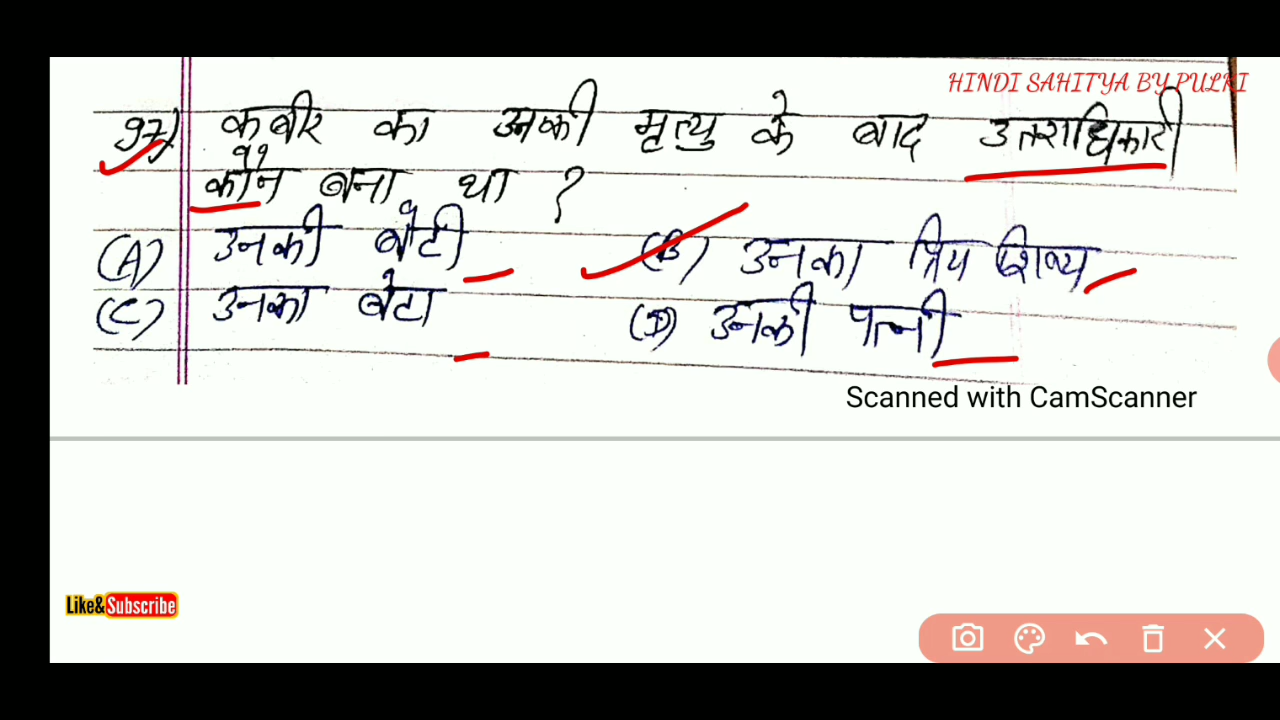 HINDI SAHITYA BY PULKI
97) कबीर का उनकी मृत्यु के बाद उत्तराधिकारी
कौन बना था ?
(A) उनकी बेटी (B) उनका प्रिय शिष्य
(C) उनका बेटा (D) उनकी पत्नी
Scanned with CamScanner
Like& Subscribe